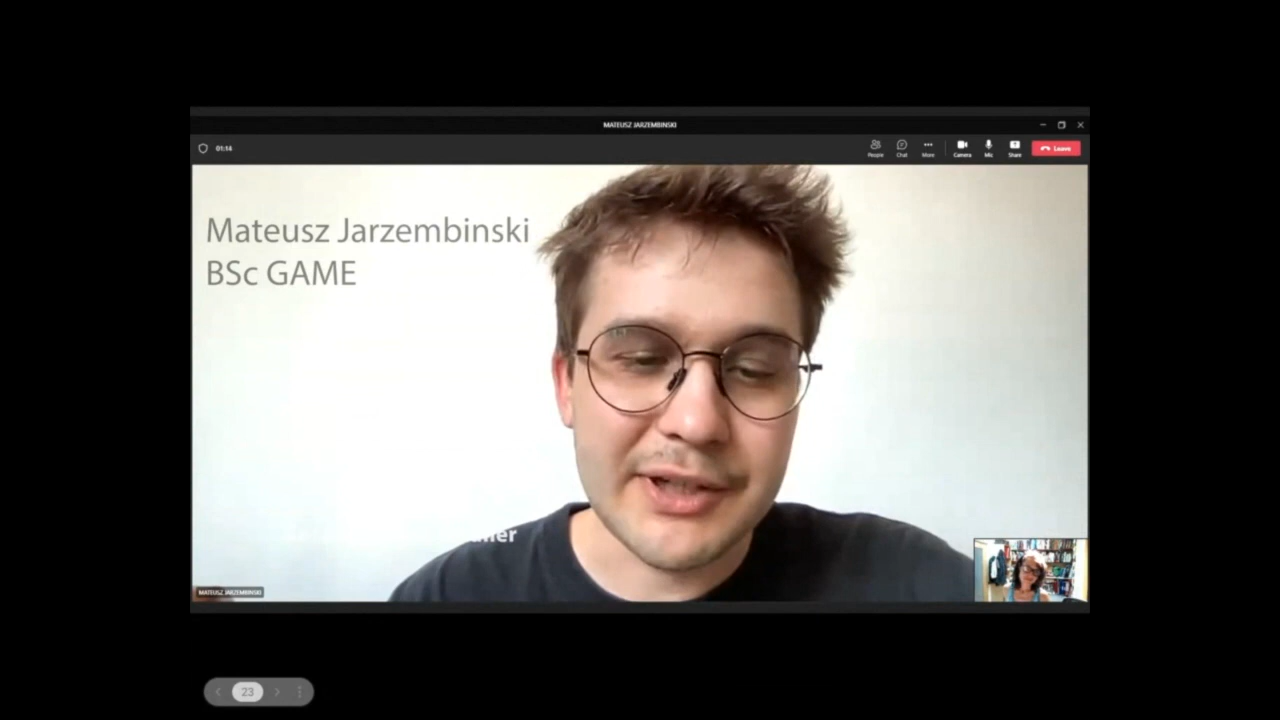 MATEUSZ JARZEMBINSKI
01:14
People
Chat
More
Camera
Mic
Share
Leave
Mateusz Jarzembinski
BSc GAME
MATEUSZ JARZEMBINSKI
23